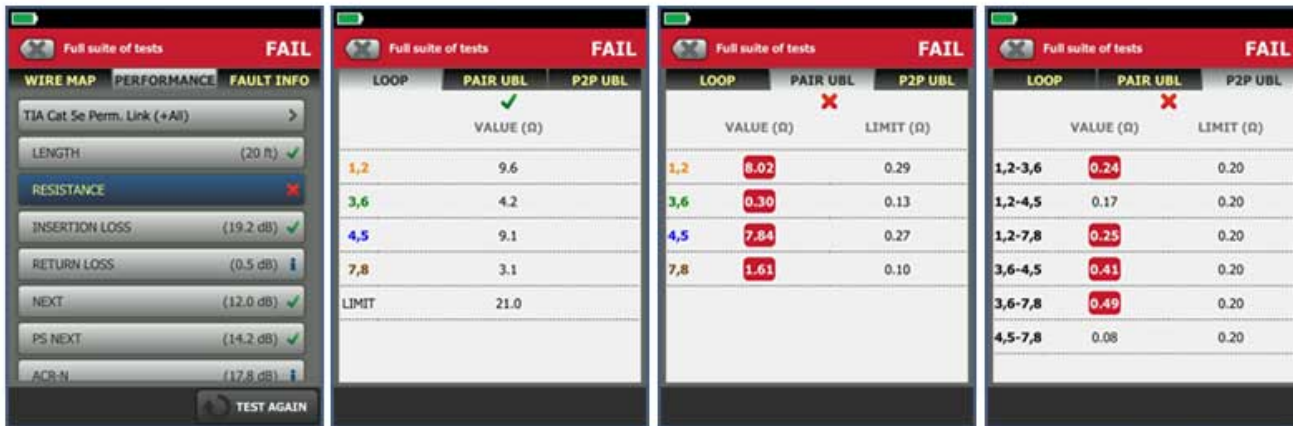 Full suite of tests FAIL
WIRE MAP PERFORMANCE FAULT INFO
TIA Cat 5e Perm. Link (+All) >
LENGTH (20 ft)
RESISTANCE
INSERTION LOSS (19.2 dB)
RETURN LOSS (0.5 dB) i
NEXT (12.0 dB)
PS NEXT (14.2 dB)
ACR-N (17.8 dB) i
TEST AGAIN
Full suite of tests FAIL
LOOP PAIR UBL P2P UBL
VALUE (Ω)
1,2 9.6
3,6 4.2
4,5 9.1
7,8 3.1
LIMIT 21.0
Full suite of tests FAIL
LOOP PAIR UBL P2P UBL
VALUE (Ω) LIMIT (Ω)
1,2 8.02 0.29
3,6 0.30 0.13
4,5 7.84 0.27
7,8 1.61 0.10
Full suite of tests FAIL
LOOP PAIR UBL P2P UBL
VALUE (Ω) LIMIT (Ω)
1,2-3,6 0.24 0.20
1,2-4,5 0.17 0.20
1,2-7,8 0.25 0.20
3,6-4,5 0.41 0.20
3,6-7,8 0.49 0.20
4,5-7,8 0.08 0.20